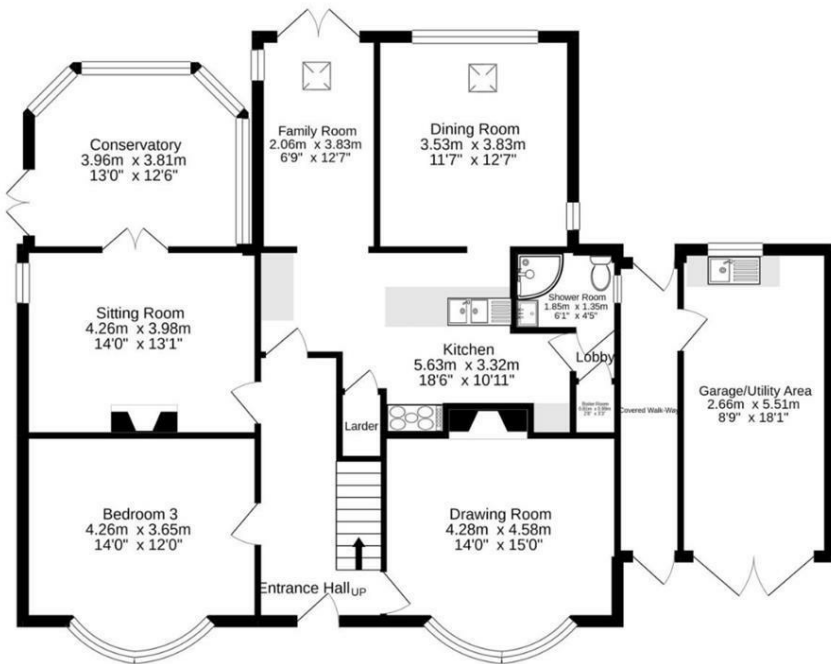 Conservatory
3.96m x 3.81m
13'0" x 12'6"
Family Room
2.06m x 3.83m
6'9" x 12'7"
Dining Room
3.53m x 3.83m
11'7" x 12'7"
Sitting Room
4.26m x 3.98m
14'0" x 13'1"
Shower Room
1.85m x 1.35m
6'1" x 4'5"
Kitchen
5.63m x 3.32m
18'6" x 10'11"
Lobby
Larder
Boiler Room
Covered Walk-Way
Garage/Utility Area
2.66m x 5.51m
8'9" x 18'1"
Bedroom 3
4.26m x 3.65m
14'0" x 12'0"
Drawing Room
4.28m x 4.58m
14'0" x 15'0"
Entrance Hall
UP